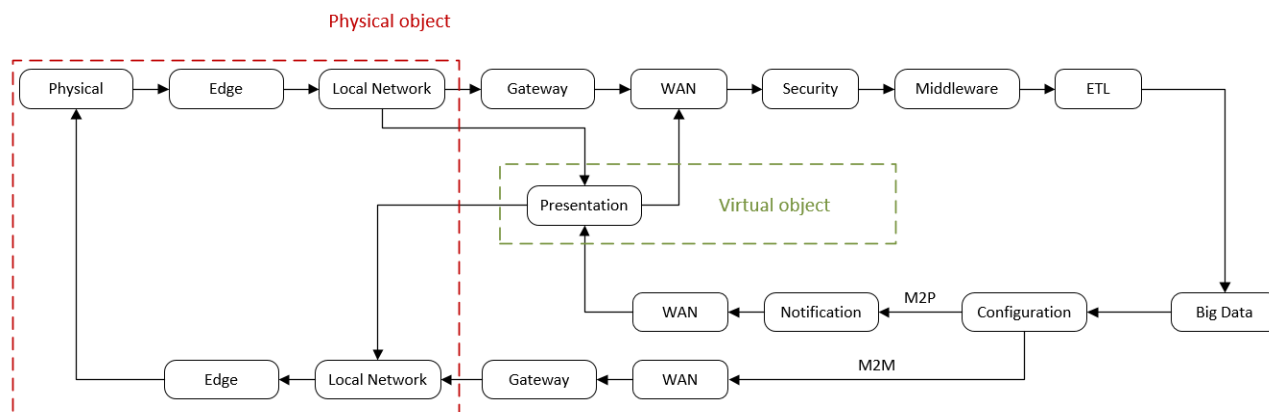 Physical object
Physical
Edge
Local Network
Gateway
WAN
Security
Middleware
ETL
Presentation
Virtual object
WAN
Notification
M2P
Configuration
Big Data
Edge
Local Network
Gateway
WAN
M2M